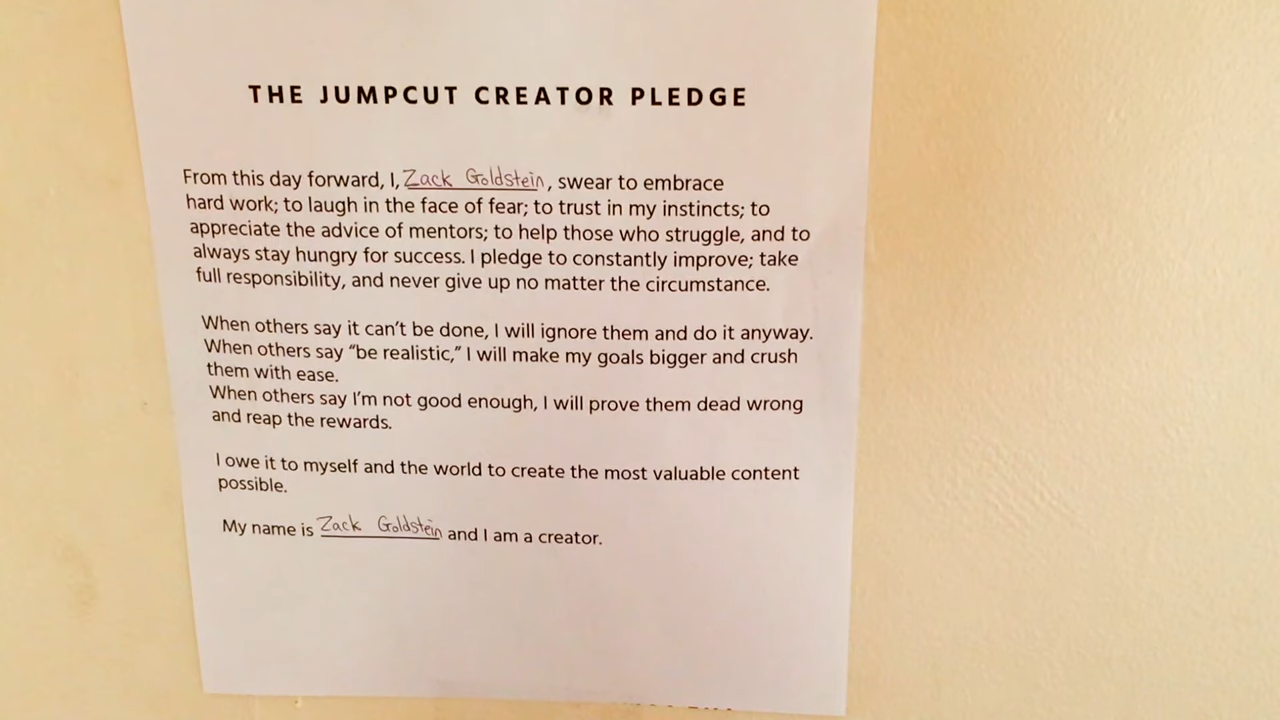 THE JUMPCUT CREATOR PLEDGE
From this day forward, I, Zack Goldstein, swear to embrace
hard work; to laugh in the face of fear; to trust in my instincts; to
appreciate the advice of mentors; to help those who struggle, and to
always stay hungry for success. I pledge to constantly improve; take
full responsibility, and never give up no matter the circumstance.
When others say it can't be done, I will ignore them and do it anyway.
When others say “be realistic,” I will make my goals bigger and crush
them with ease.
When others say I'm not good enough, I will prove them dead wrong
and reap the rewards.
I owe it to myself and the world to create the most valuable content
possible.
My name is Zack Goldstein and I am a creator.